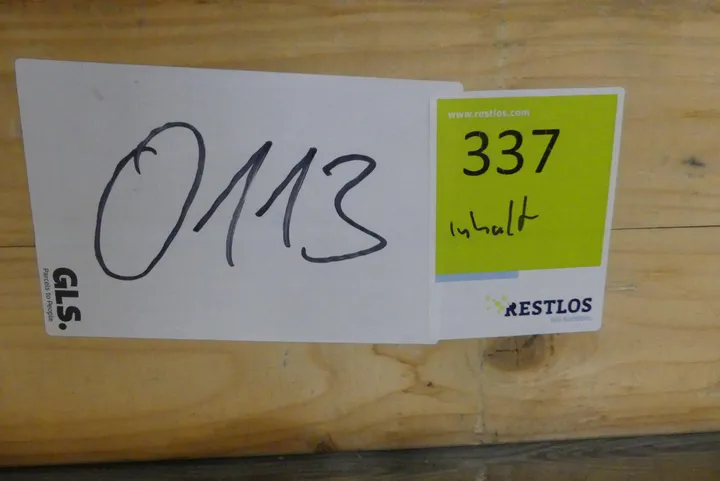 0113
GLS.
Parcels to People
www.restlos.com
337
Inhalt
RESTLOS